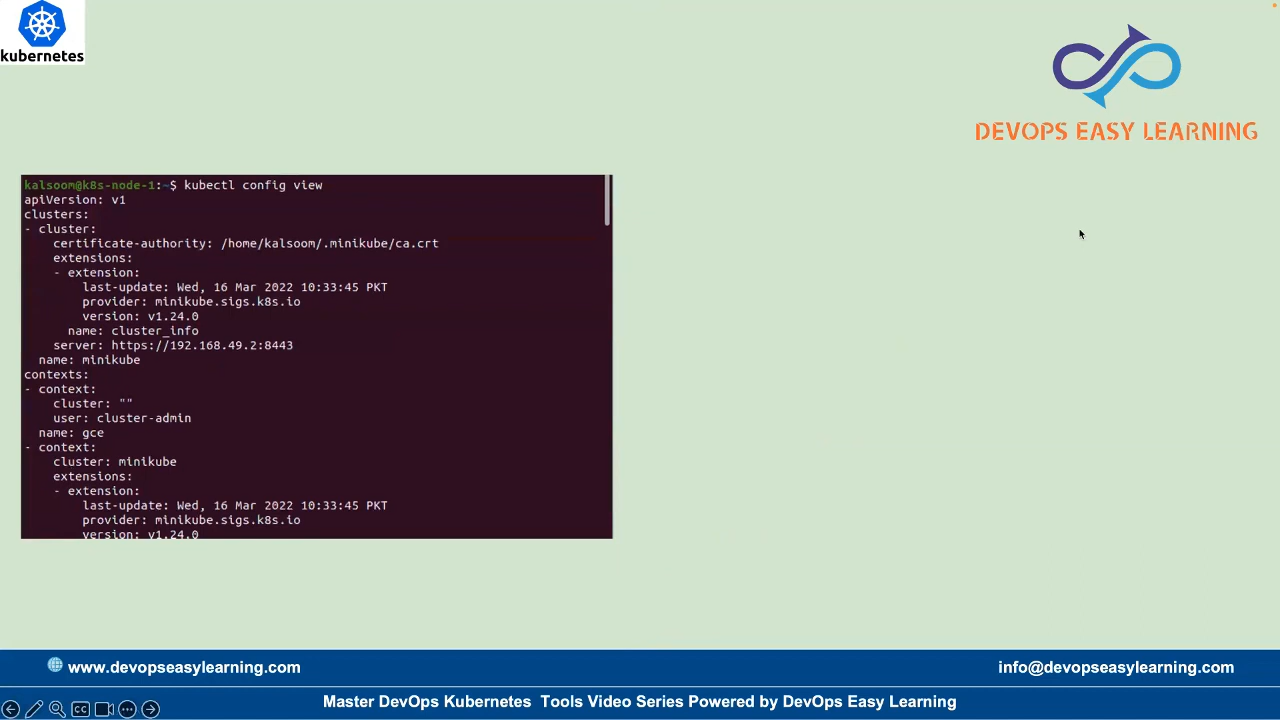 kubernetes
DEVOPS EASY LEARNING
kalsoom@k8s-node-1:~$ kubectl config view
apiVersion: v1
clusters:
- cluster:
    certificate-authority: /home/kalsoom/.minikube/ca.crt
    extensions:
    - extension:
        last-update: Wed, 16 Mar 2022 10:33:45 PKT
        provider: minikube.sigs.k8s.io
        version: v1.24.0
      name: cluster_info
    server: https://192.168.49.2:8443
  name: minikube
contexts:
- context:
    cluster: ""
    user: cluster-admin
  name: gce
- context:
    cluster: minikube
    extensions:
    - extension:
        last-update: Wed, 16 Mar 2022 10:33:45 PKT
        provider: minikube.sigs.k8s.io
        version: v1.24.0
www.devopseasylearning.com
info@devopseasylearning.com
Master DevOps Kubernetes Tools Video Series Powered by DevOps Easy Learning
CC